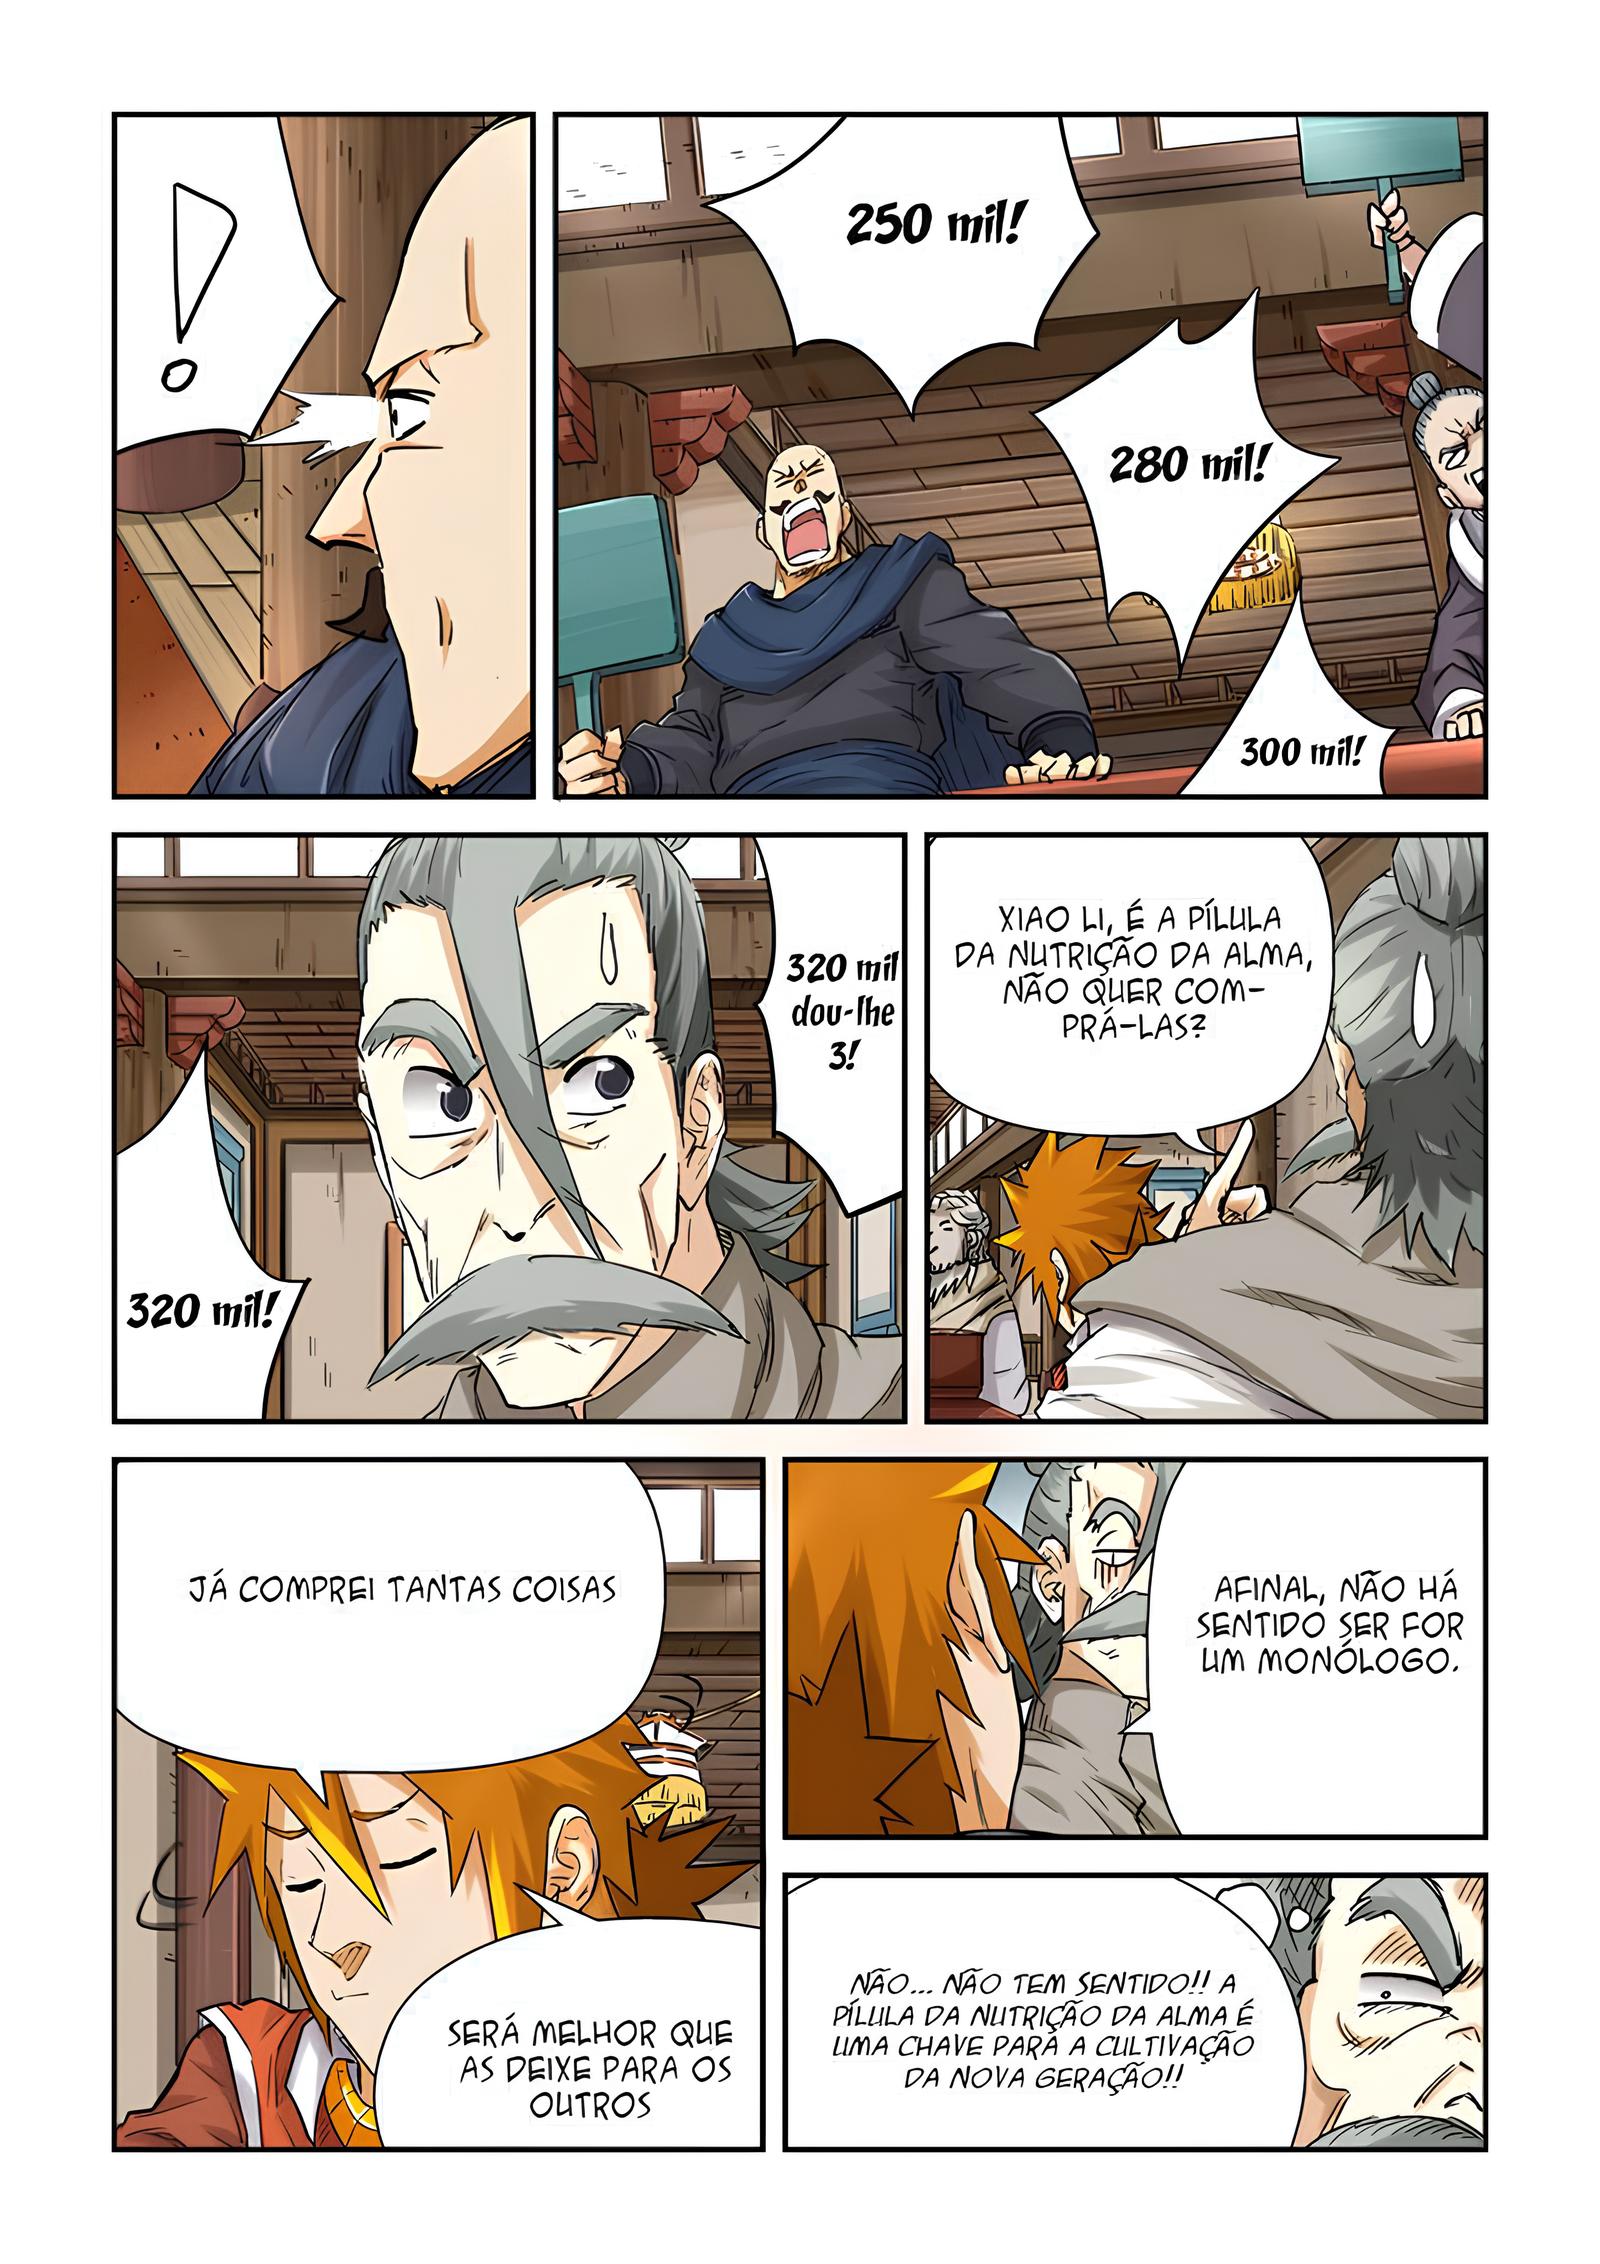 !
250 mil!
280 mil!
300 mil!
320 mil!
320 mil
dou-lhe
3!
XIAO LI, É A PÍLULA
DA NUTRIÇÃO DA ALMA,
NÃO QUER COM-
PRÁ-LAS?
JÁ COMPREI TANTAS COISAS
SERÁ MELHOR QUE
AS DEIXE PARA OS
OUTROS
AFINAL, NÃO HÁ
SENTIDO SER FOR
UM MONÓLOGO.
NÃO... NÃO TEM SENTIDO!! A
PÍLULA DA NUTRIÇÃO DA ALMA É
UMA CHAVE PARA A CULTIVAÇÃO
DA NOVA GERAÇÃO!!